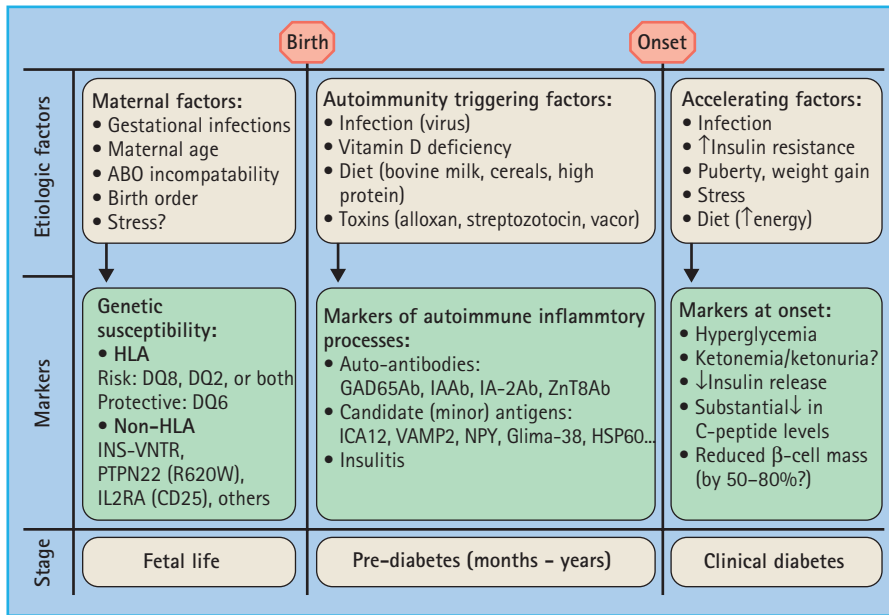 Birth
Onset
Etiologic factors
Maternal factors:
• Gestational infections
• Maternal age
• ABO incompatability
• Birth order
• Stress?
Autoimmunity triggering factors:
• Infection (virus)
• Vitamin D deficiency
• Diet (bovine milk, cereals, high
protein)
• Toxins (alloxan, streptozotocin, vacor)
Accelerating factors:
• Infection
• ↑Insulin resistance
• Puberty, weight gain
• Stress
• Diet (↑energy)
Markers
Genetic
susceptibility:
• HLA
Risk: DQ8, DQ2, or both
Protective: DQ6
• Non-HLA
INS-VNTR,
PTPN22 (R620W),
IL2RA (CD25), others
Markers of autoimmune inflammtory
processes:
• Auto-antibodies:
GAD65Ab, IAAb, IA-2Ab, ZnT8Ab
• Candidate (minor) antigens:
ICA12, VAMP2, NPY, Glima-38, HSP60...
• Insulitis
Markers at onset:
• Hyperglycemia
• Ketonemia/ketonuria?
• ↓Insulin release
• Substantial↓ in
C-peptide levels
• Reduced β-cell mass
(by 50–80%?)
Stage
Fetal life
Pre-diabetes (months - years)
Clinical diabetes